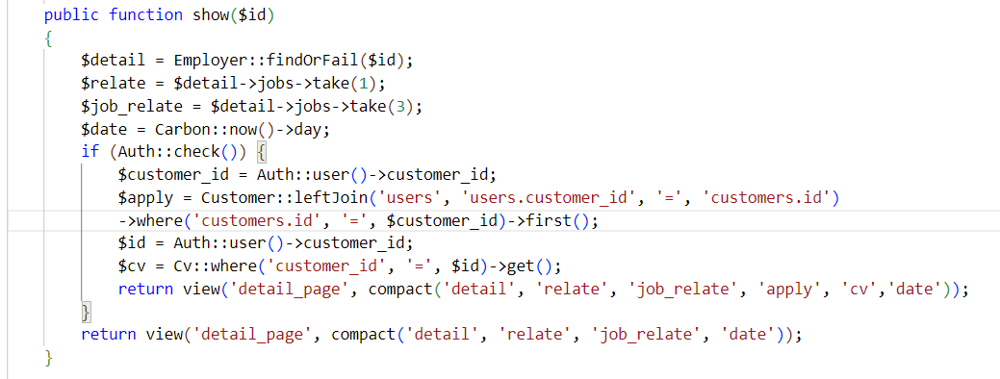 public function show($id)
{
    $detail = Employer::findOrFail($id);
    $relate = $detail->jobs->take(1);
    $job_relate = $detail->jobs->take(3);
    $date = Carbon::now()->day;
    if (Auth::check()) {
        $customer_id = Auth::user()->customer_id;
        $apply = Customer::leftJoin('users', 'users.customer_id', '=', 'customers.id')
        ->where('customers.id', '=', $customer_id)->first();
        $id = Auth::user()->customer_id;
        $cv = Cv::where('customer_id', '=', $id)->get();
        return view('detail_page', compact('detail', 'relate', 'job_relate', 'apply', 'cv','date'));
    }
    return view('detail_page', compact('detail', 'relate', 'job_relate', 'date'));
}